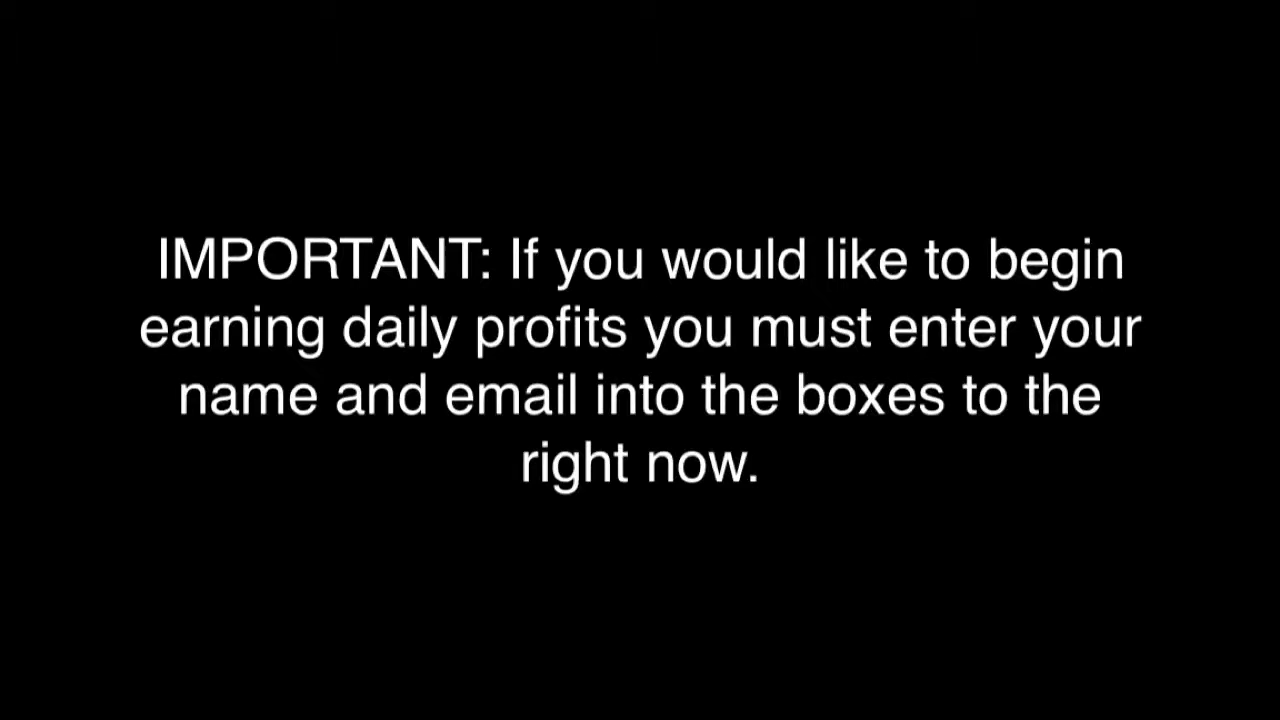 IMPORTANT: If you would like to begin
earning daily profits you must enter your
name and email into the boxes to the
right now.